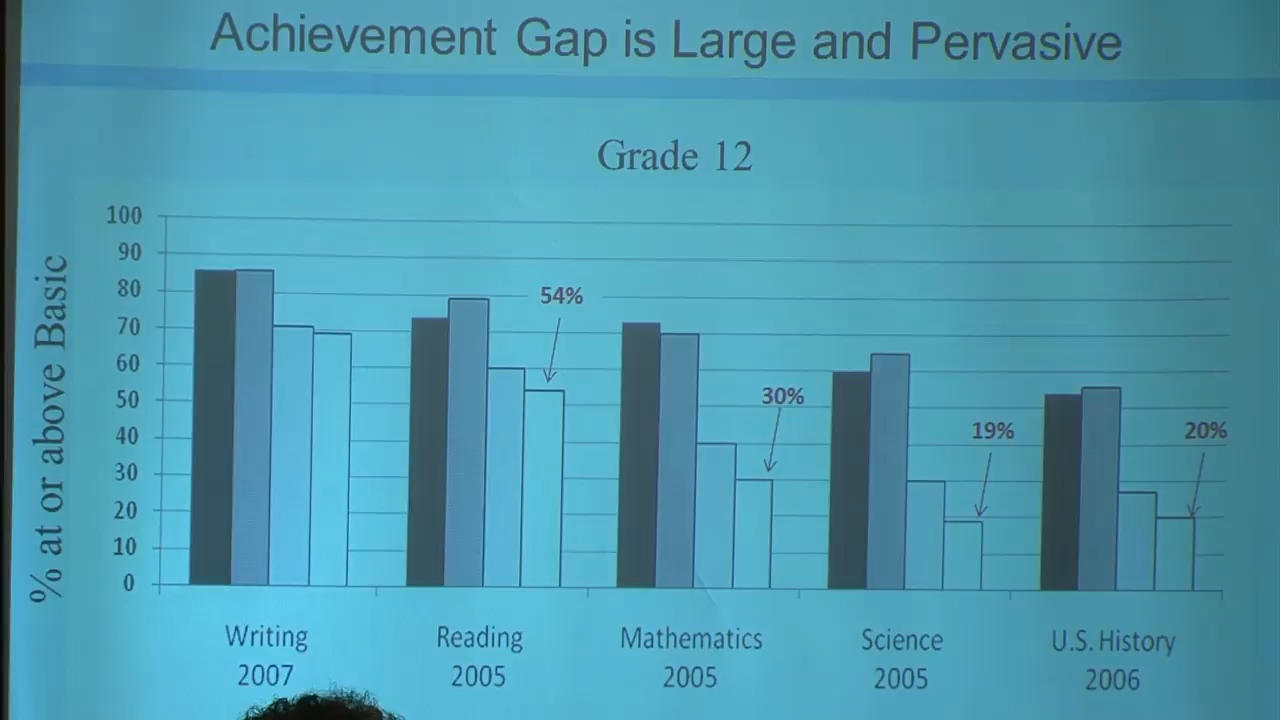 Achievement Gap is Large and Pervasive
Grade 12
% at or above Basic
100
90
80
70
60
50
40
30
20
10
0
54%
30%
19%
20%
Writing
2007
Reading
2005
Mathematics
2005
Science
2005
U.S. History
2006